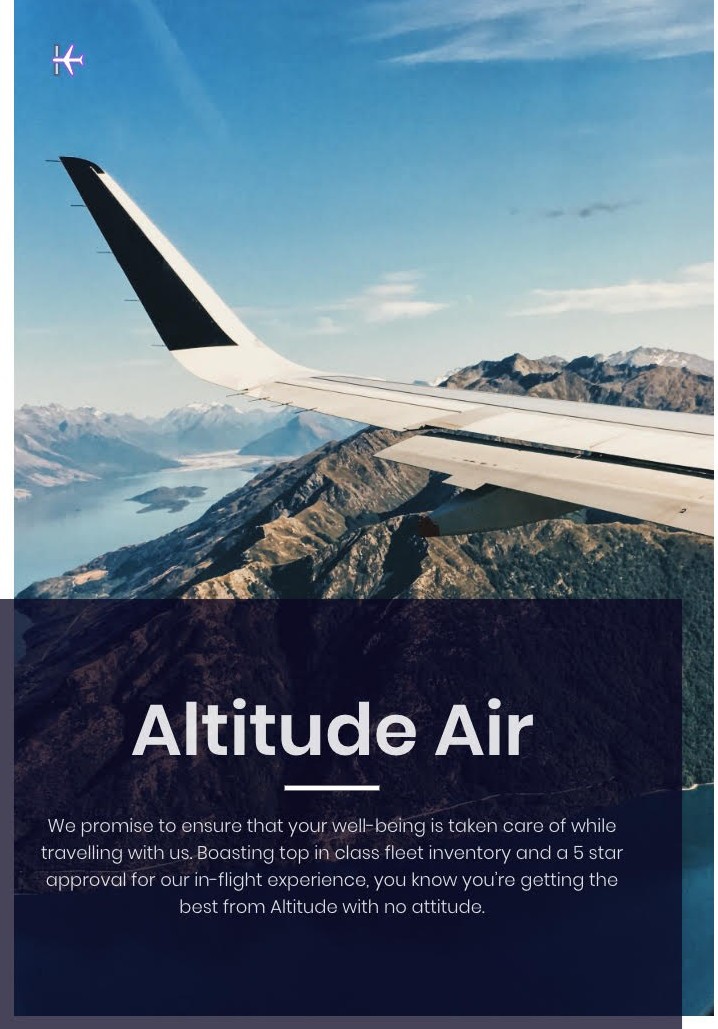 Altitude Air
We promise to ensure that your well-being is taken care of while
travelling with us. Boasting top in class fleet inventory and a 5 star
approval for our in-flight experience, you know you're getting the
best from Altitude with no attitude.